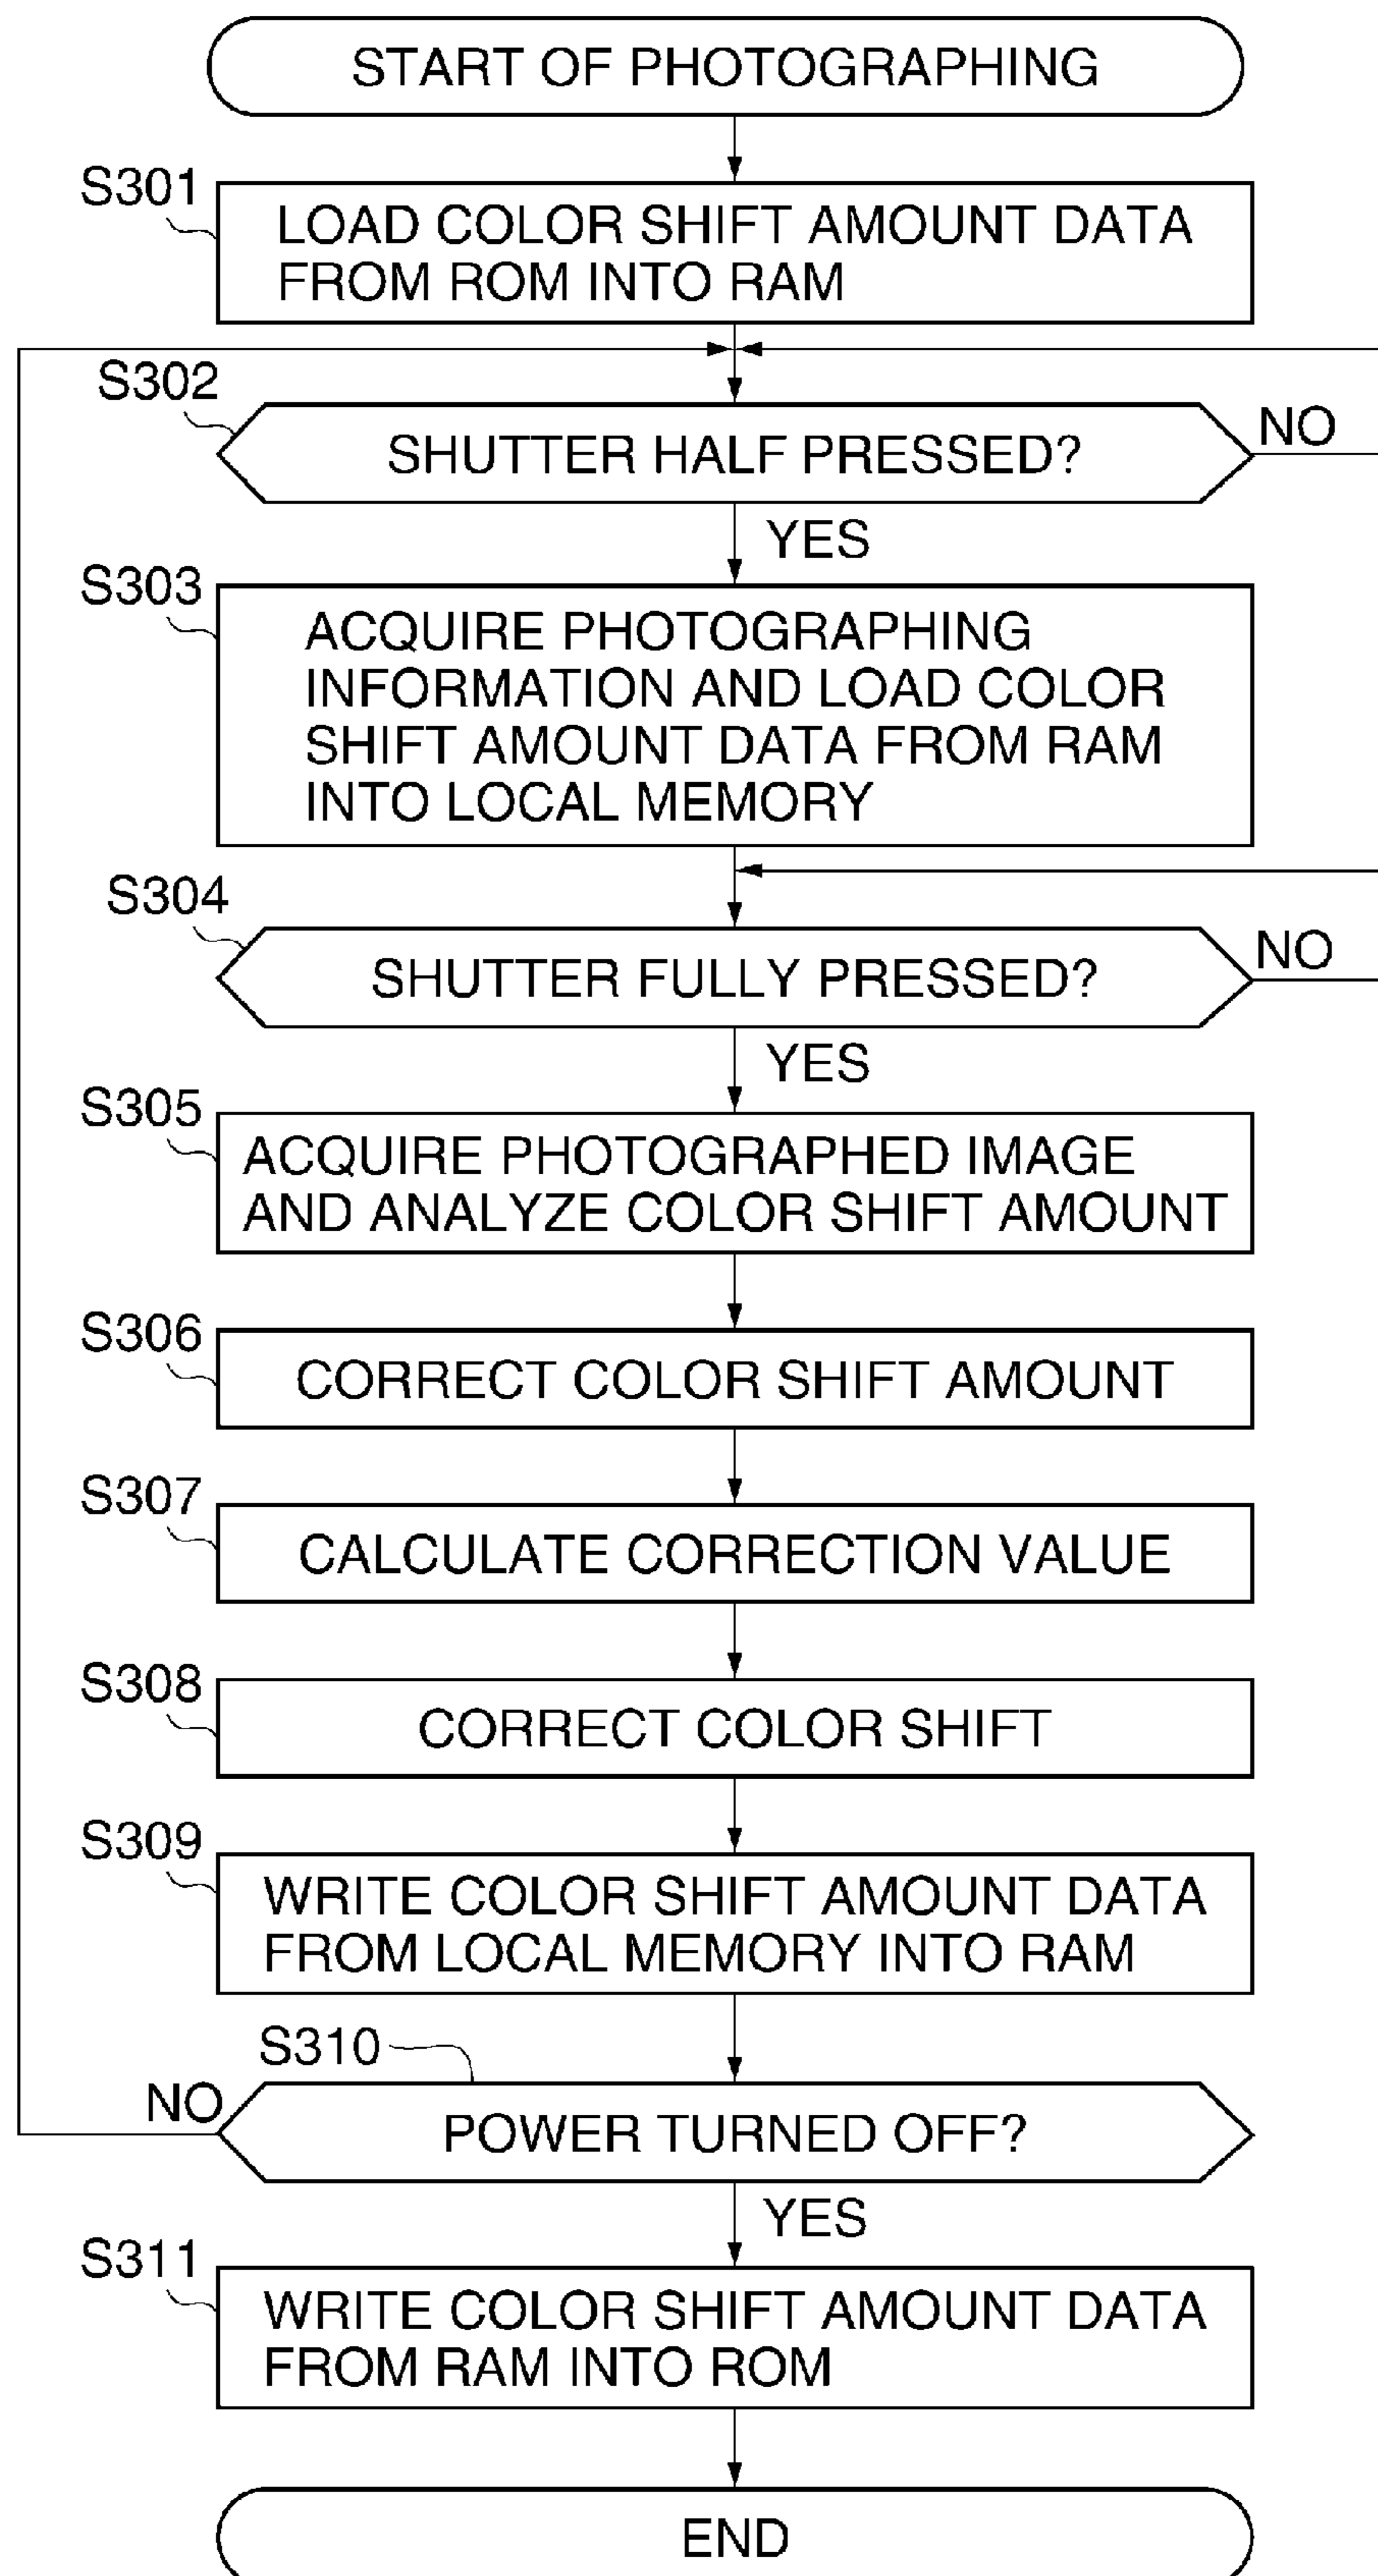 START OF PHOTOGRAPHING
S301
LOAD COLOR SHIFT AMOUNT DATA
FROM ROM INTO RAM
S302
SHUTTER HALF PRESSED?
NO
YES
S303
ACQUIRE PHOTOGRAPHING
INFORMATION AND LOAD COLOR
SHIFT AMOUNT DATA FROM RAM
INTO LOCAL MEMORY
S304
SHUTTER FULLY PRESSED?
NO
YES
S305
ACQUIRE PHOTOGRAPHED IMAGE
AND ANALYZE COLOR SHIFT AMOUNT
S306
CORRECT COLOR SHIFT AMOUNT
S307
CALCULATE CORRECTION VALUE
S308
CORRECT COLOR SHIFT
S309
WRITE COLOR SHIFT AMOUNT DATA
FROM LOCAL MEMORY INTO RAM
S310
NO
POWER TURNED OFF?
YES
S311
WRITE COLOR SHIFT AMOUNT DATA
FROM RAM INTO ROM
END